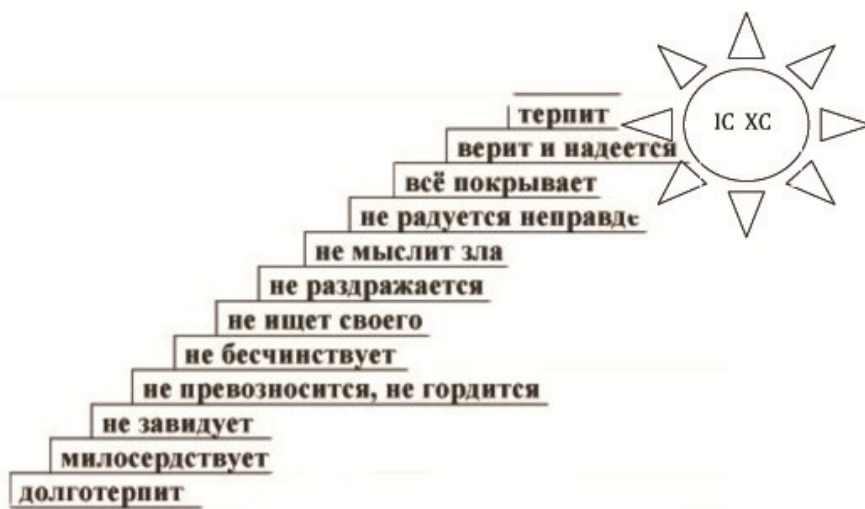 терпит
IC XC
верит и надеется
всё покрывает
не радуется неправде
не мыслит зла
не раздражается
не ищет своего
не бесчинствует
не превозносится, не гордится
не завидует
милосердствует
долготерпит